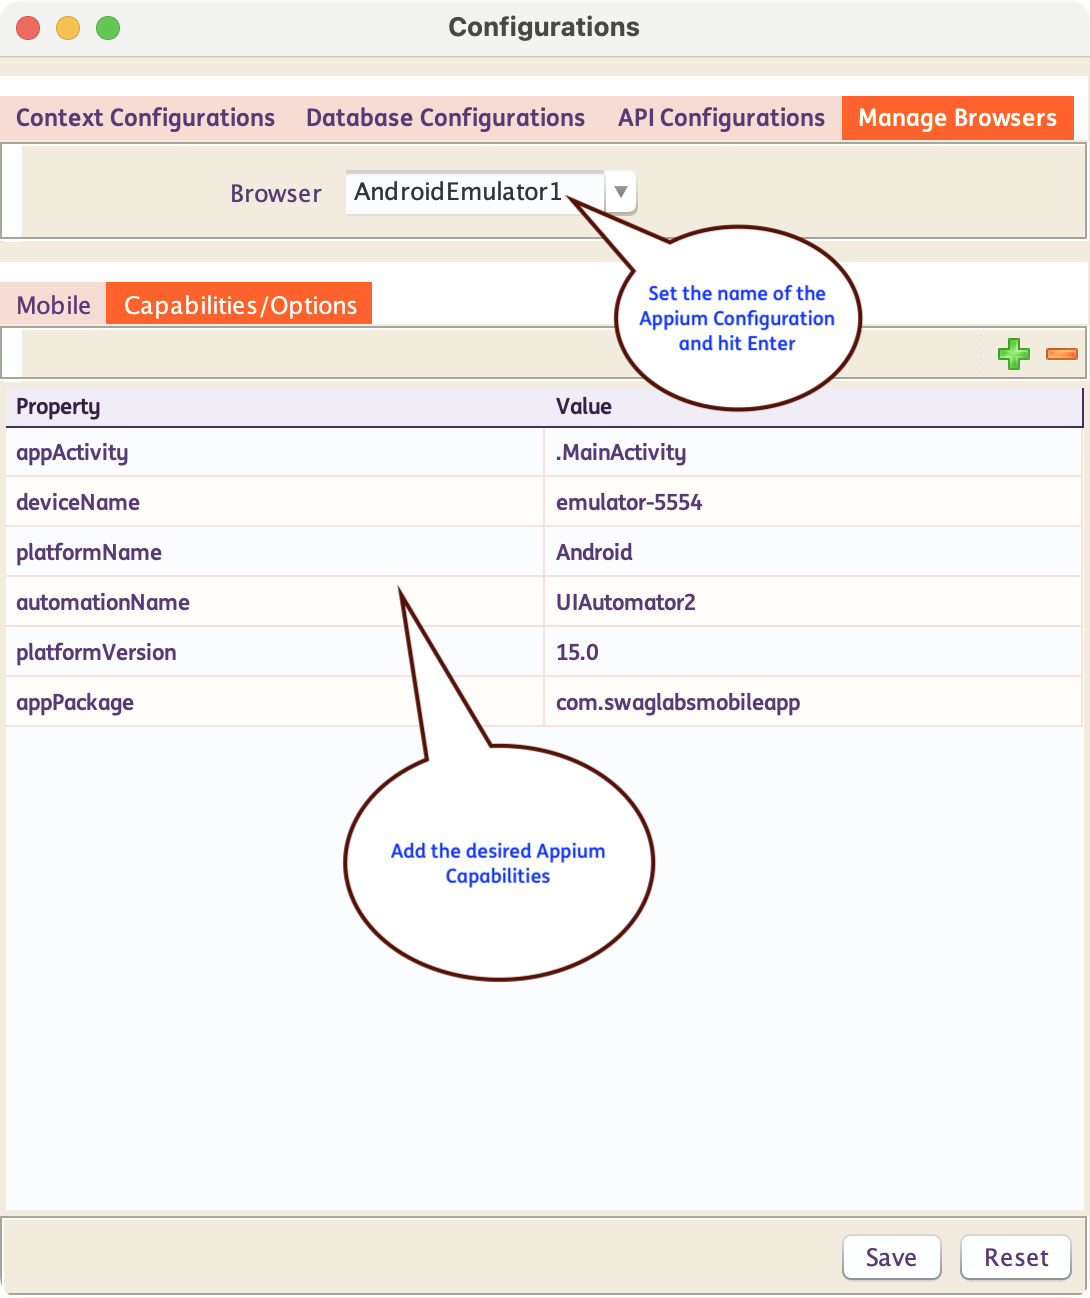 Configurations
Context Configurations Database Configurations API Configurations Manage Browsers
Browser AndroidEmulator1
Set the name of the
Appium Configuration
and hit Enter
Mobile Capabilities/Options
Property Value
appActivity .MainActivity
deviceName emulator-5554
platformName Android
automationName UIAutomator2
platformVersion 15.0
appPackage com.swaglabsmobileapp
Add the desired Appium
Capabilities
Save Reset